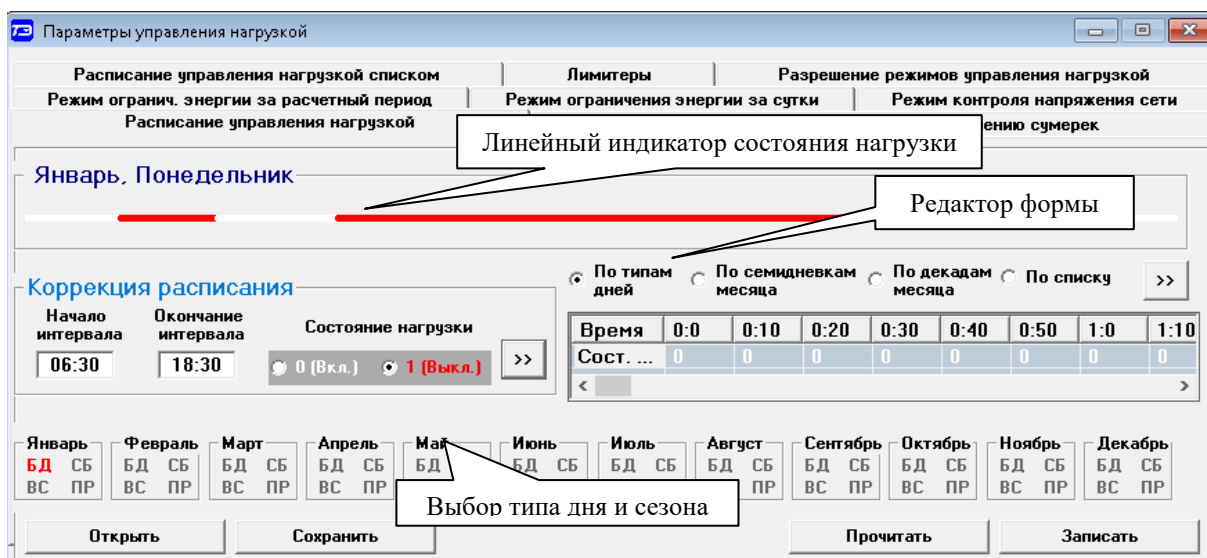 ТЭ Параметры управления нагрузкой
Расписание управления нагрузкой списком Лимитеры Разрешение режимов управления нагрузкой
Режим огранич. энергии за расчетный период Режим ограничения энергии за сутки Режим контроля напряжения сети
Расписание управления нагрузкой ению сумерек
Линейный индикатор состояния нагрузки
Январь, Понедельник
Редактор формы
По типам дней По семидневкам месяца По декадам месяца По списку >>
Коррекция расписания
Начало интервала Окончание интервала Состояние нагрузки
06:30 18:30 0 (Вкл.) 1 (Выкл.) >>
Время 0:0 0:10 0:20 0:30 0:40 0:50 1:0 1:10
Сост. ... 0 0 0 0 0 0 0 0
< >
Январь Февраль Март Апрель Май Июнь Июль Август Сентябрь Октябрь Ноябрь Декабрь
БД СБ БД СБ БД СБ БД СБ БД БД СБ БД СБ БД СБ БД СБ БД СБ БД СБ БД СБ
ВС ПР ВС ПР ВС ПР ВС ПР ПР ВС ПР ВС ПР ВС ПР ВС ПР
Выбор типа дня и сезона
Открыть Сохранить Прочитать Записать